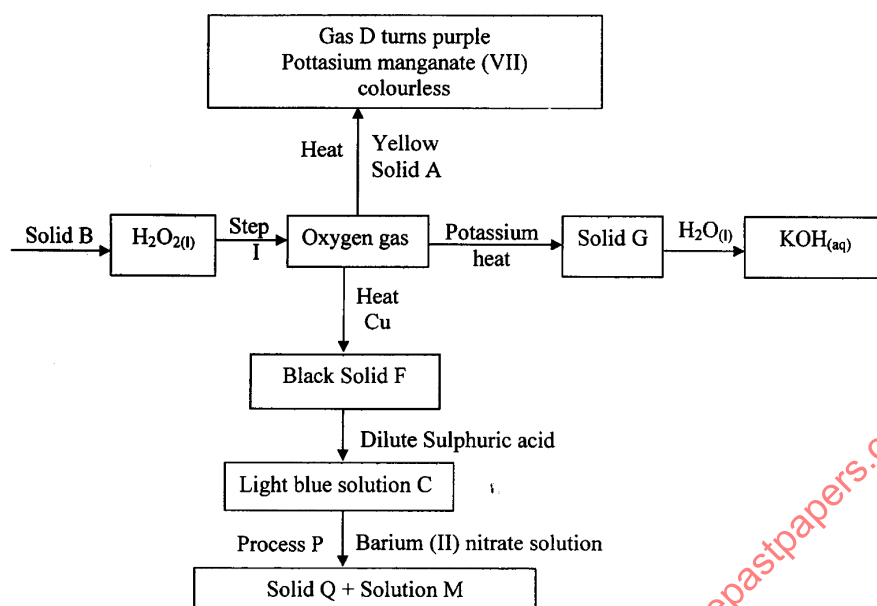 Gas D turns purple
Pottasium manganate (VII)
colourless
Heat
Yellow
Solid A
Solid B
H₂O₂(l)
Step
I
Oxygen gas
Potassium
heat
Solid G
H₂O(l)
KOH(aq)
Heat
Cu
Black Solid F
Dilute Sulphuric acid
Light blue solution C
Process P
Barium (II) nitrate solution
Solid Q + Solution M
epastpapers.c